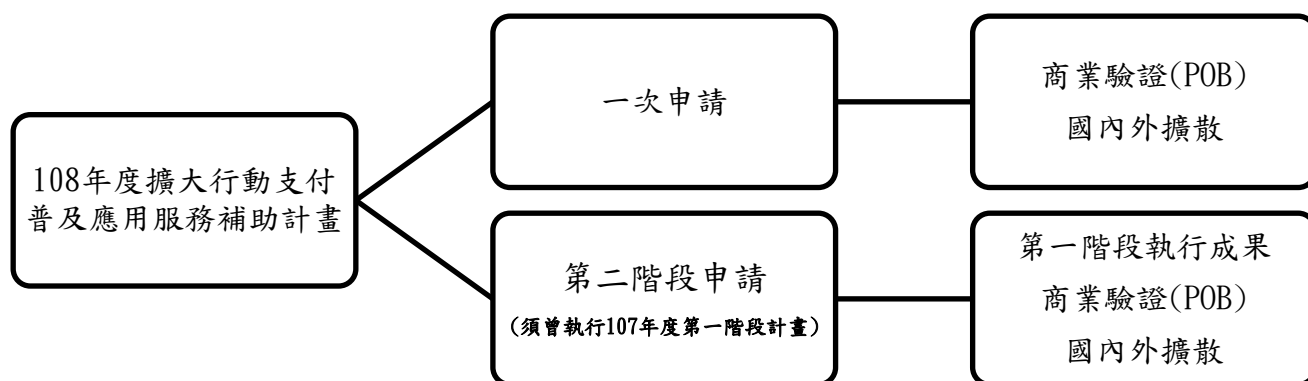 108年度擴大行動支付
普及應用服務補助計畫
一次申請
商業驗證(POB)
國內外擴散
第二階段申請
(須曾執行107年度第一階段計畫)
第一階段執行成果
商業驗證(POB)
國內外擴散